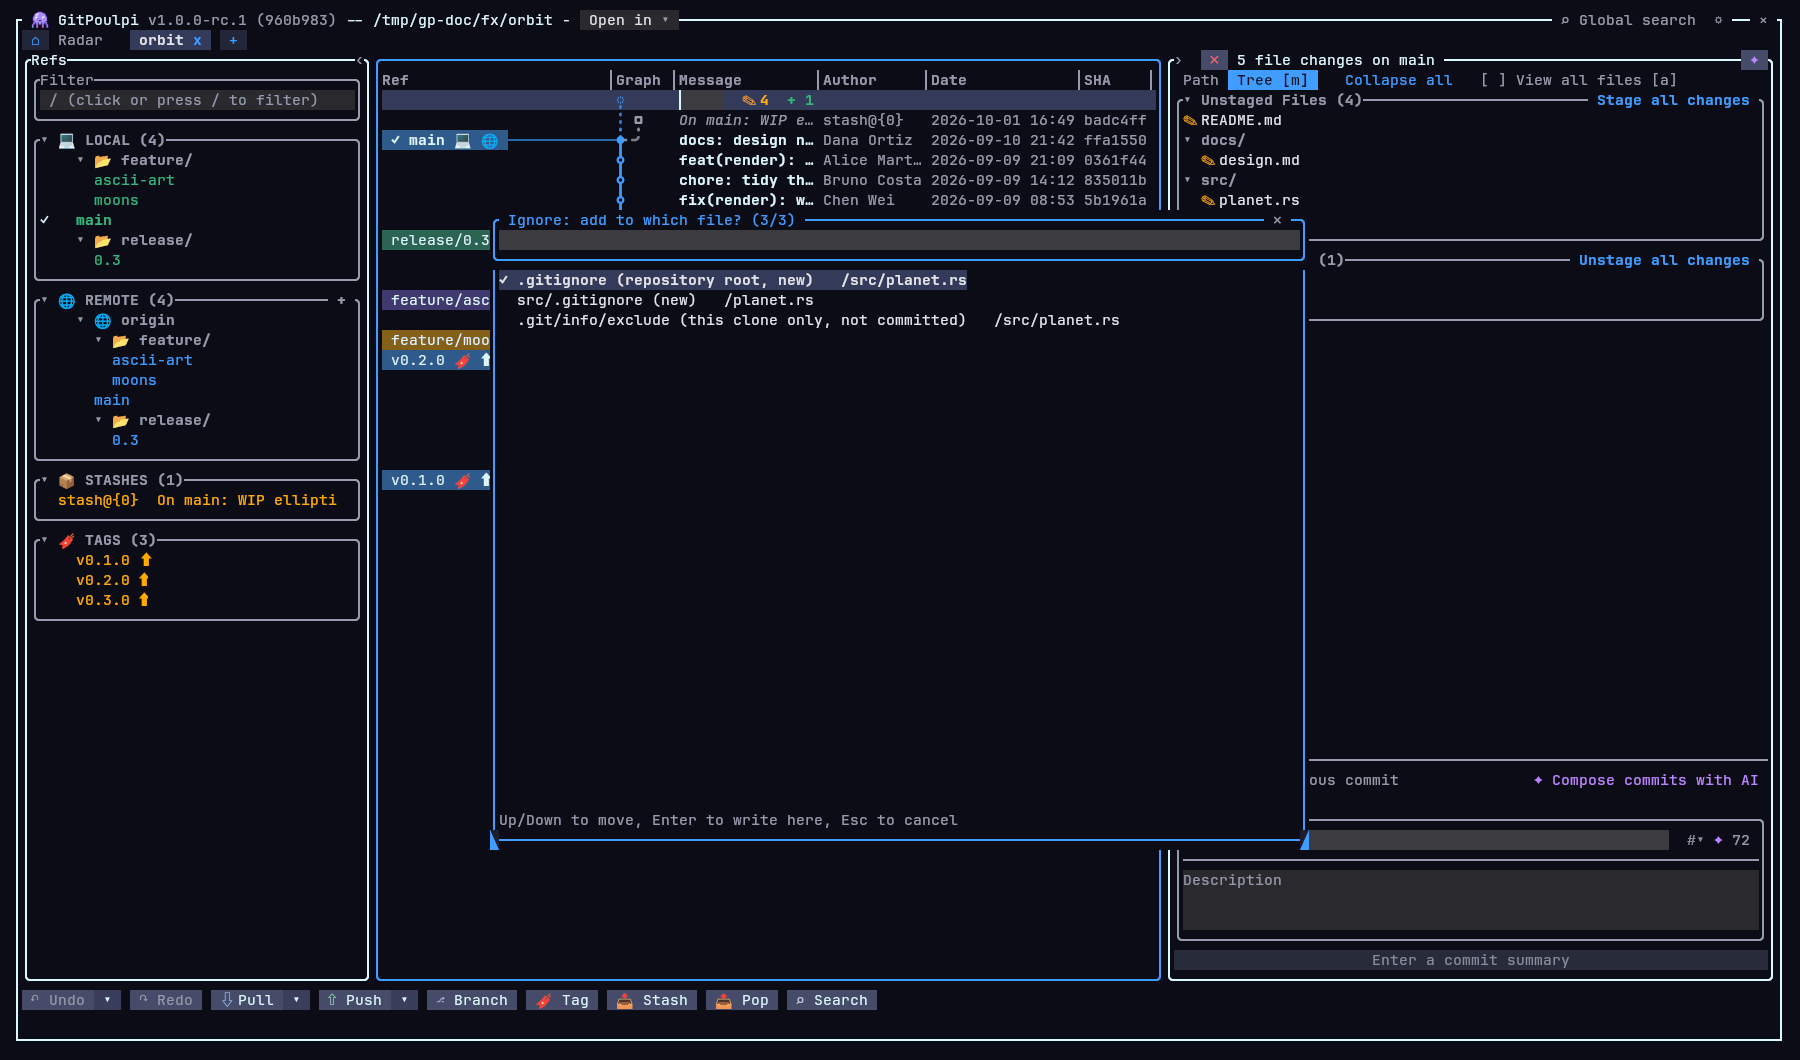 GitPoulpi v1.0.0-rc.1 (960b983) -- /tmp/gp-doc/fx/orbit - Open in ▾ Global search
Radar orbit x +
Refs
Filter
/ (click or press / to filter)
LOCAL (4)
feature/
ascii-art
moons
✓ main
release/
0.3
REMOTE (4) +
origin
feature/
ascii-art
moons
main
release/
0.3
STASHES (1)
stash@{0} On main: WIP ellipti
TAGS (3)
v0.1.0
v0.2.0
v0.3.0
Ref Graph Message Author Date SHA
4 + 1
On main: WIP e… stash@{0} 2026-10-01 16:49 badc4ff
✓ main docs: design n… Dana Ortiz 2026-09-10 21:42 ffa1550
feat(render): … Alice Mart… 2026-09-09 21:09 0361f44
chore: tidy th… Bruno Costa 2026-09-09 14:12 835011b
fix(render): w… Chen Wei 2026-09-09 08:53 5b1961a
release/0.3
feature/asc
feature/moo
v0.2.0
v0.1.0
Ignore: add to which file? (3/3) ×
✓ .gitignore (repository root, new) /src/planet.rs
src/.gitignore (new) /planet.rs
.git/info/exclude (this clone only, not committed) /src/planet.rs
Up/Down to move, Enter to write here, Esc to cancel
5 file changes on main
Path Tree [m] Collapse all [ ] View all files [a]
Unstaged Files (4) Stage all changes
README.md
docs/
design.md
src/
planet.rs
(1) Unstage all changes
ous commit Compose commits with AI
#▾ 72
Description
Enter a commit summary
Undo Redo Pull Push Branch Tag Stash Pop Search